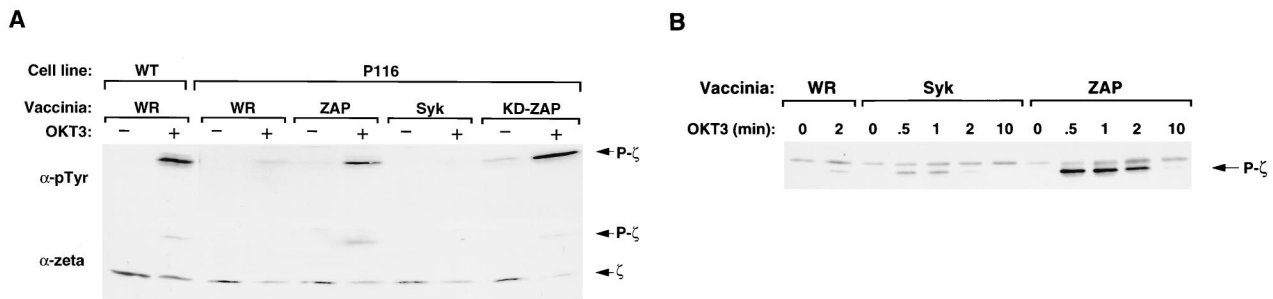 A
Cell line: WT P116
Vaccinia: WR WR ZAP Syk KD-ZAP
OKT3: – + – + – + – + – +
α-pTyr P-ζ
P-ζ
α-zeta ζ
B
Vaccinia: WR Syk ZAP
OKT3 (min): 0 2 0 .5 1 2 10 0 .5 1 2 10
P-ζ